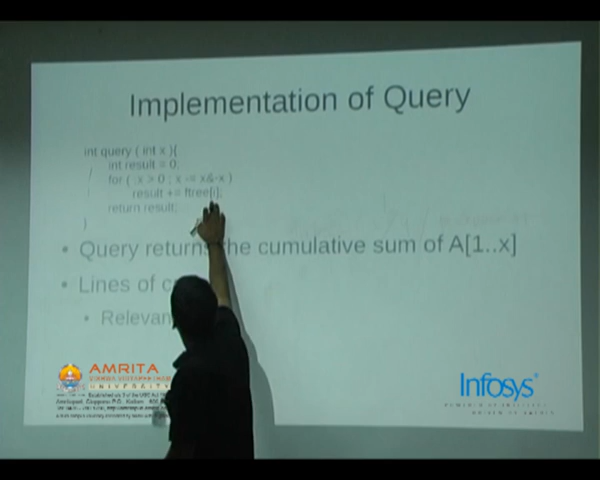 Implementation of Query
int query ( int x ){
int result = 0;
for ( ; x > 0 ; x -= x&-x )
result += ftree[i];
return result;
}
• Query returns the cumulative sum of A[1..x]
• Lines of
• Relevan
AMRITA
UNIVERSITY
Infosys